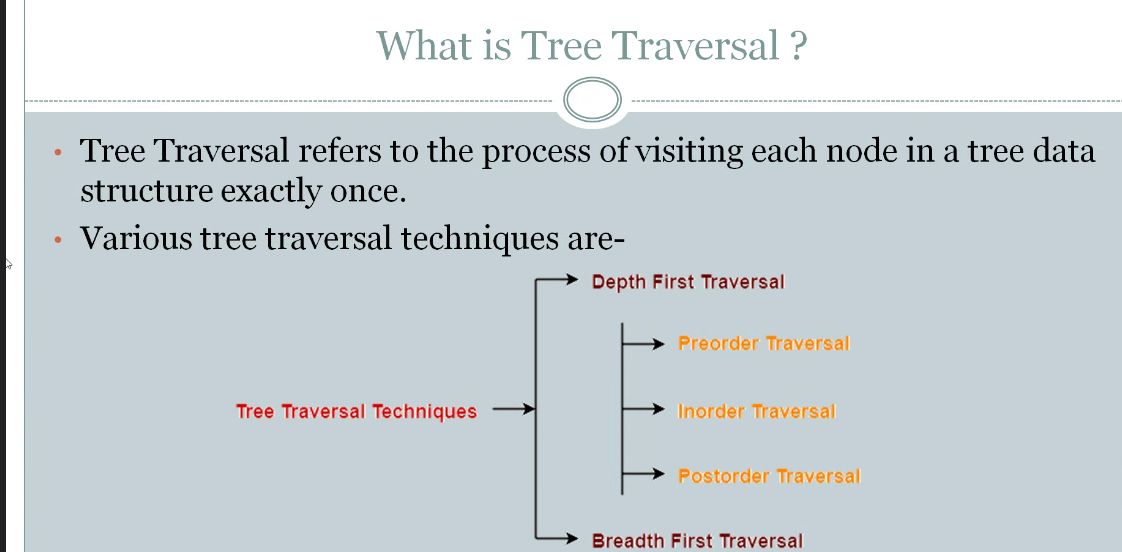 What is Tree Traversal ?
• Tree Traversal refers to the process of visiting each node in a tree data
structure exactly once.
• Various tree traversal techniques are-
Depth First Traversal
Preorder Traversal
Tree Traversal Techniques
Inorder Traversal
Postorder Traversal
Breadth First Traversal